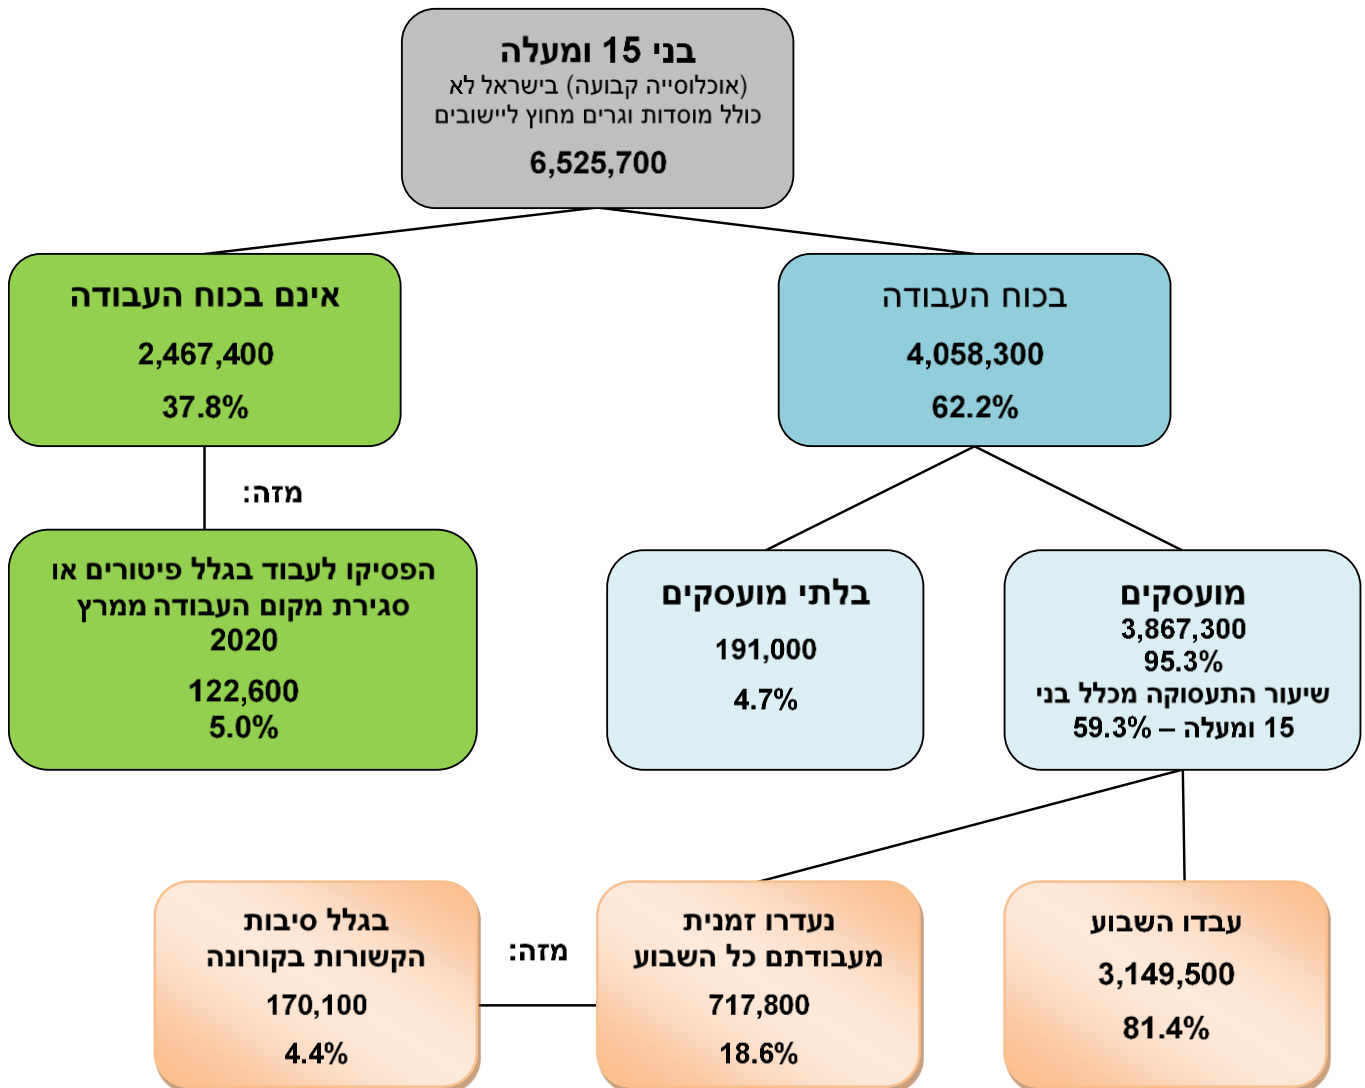 בני 15 ומעלה
(אוכלוסייה קבועה) בישראל לא
כולל מוסדות וגרים מחוץ ליישובים
6,525,700
בכוח העבודה
4,058,300
62.2%
אינם בכוח העבודה
2,467,400
37.8%
מזה:
הפסיקו לעבוד בגלל פיטורים או
סגירת מקום העבודה ממרץ
2020
122,600
5.0%
מועסקים
3,867,300
95.3%
שיעור התעסוקה מכלל בני
15 ומעלה – 59.3%
בלתי מועסקים
191,000
4.7%
עבדו השבוע
3,149,500
81.4%
נעדרו זמנית
מעבודתם כל השבוע
717,800
18.6%
מזה:
בגלל סיבות
הקשורות בקורונה
170,100
4.4%